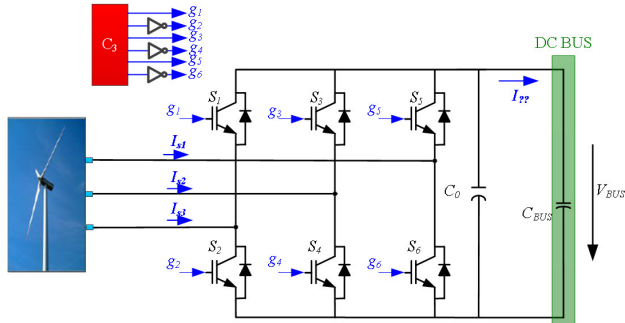 g1
g2
g3
g4
g5
g6
C3
DC BUS
S1 S3 S5
g1 g3 g5
I??
Is1
Is2
Is3
C0
CBUS
VBUS
S2 S4 S6
g2 g4 g6